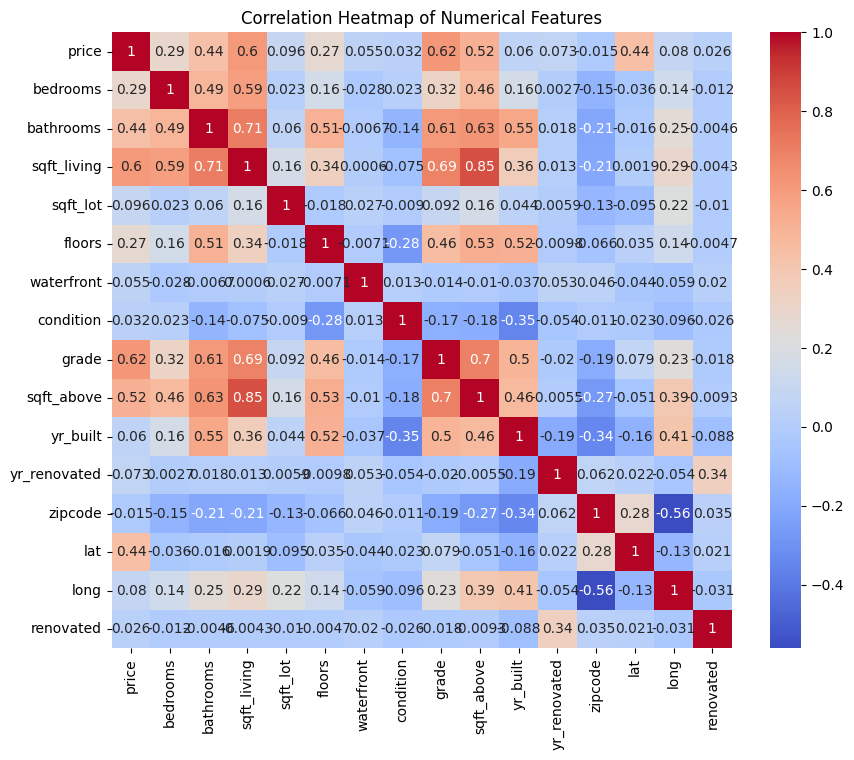 Correlation Heatmap of Numerical Features
price 1 0.29 0.44 0.6 0.096 0.27 0.055 0.032 0.62 0.52 0.06 0.073 -0.015 0.44 0.08 0.026
bedrooms 0.29 1 0.49 0.59 0.023 0.16 -0.028 0.023 0.32 0.46 0.16 0.0027 -0.15 -0.036 0.14 -0.012
bathrooms 0.44 0.49 1 0.71 0.06 0.51 -0.0067 -0.14 0.61 0.63 0.55 0.018 -0.21 -0.016 0.25 -0.0046
sqft_living 0.6 0.59 0.71 1 0.16 0.34 -0.075 0.69 0.85 0.36 0.013 -0.21 0.0019 0.29 -0.0043
sqft_lot 0.096 0.023 0.06 0.16 1 -0.018 0.027 -0.009 0.092 0.16 0.044 0.0059 -0.13 -0.095 0.22 -0.01
floors 0.27 0.16 0.51 0.34 -0.018 1 -0.0071 -0.28 0.46 0.53 0.52 -0.0098 -0.066 0.035 0.14 -0.0047
waterfront 0.055 -0.028 -0.0067 0.027 -0.0071 1 0.013 -0.014 -0.01 -0.037 0.053 0.046 -0.044 -0.059 0.02
condition 0.032 0.023 -0.14 -0.075 -0.009 -0.28 0.013 1 -0.17 -0.18 -0.35 -0.054 -0.011 -0.023 -0.096 -0.026
grade 0.62 0.32 0.61 0.69 0.092 0.46 -0.014 -0.17 1 0.7 0.5 -0.02 -0.19 0.079 0.23 -0.018
sqft_above 0.52 0.46 0.63 0.85 0.16 0.53 -0.01 -0.18 0.7 1 0.46 -0.0055 -0.27 -0.051 0.39 -0.0093
yr_built 0.06 0.16 0.55 0.36 0.044 0.52 -0.037 -0.35 0.5 0.46 1 -0.19 -0.34 -0.16 0.41 -0.088
yr_renovated 0.073 0.0027 0.018 0.013 0.0059 -0.0098 0.053 -0.054 -0.02 -0.0055 -0.19 1 0.062 0.022 -0.054 0.34
zipcode -0.015 -0.15 -0.21 -0.21 -0.13 -0.066 0.046 -0.011 -0.19 -0.27 -0.34 0.062 1 0.28 -0.56 0.035
lat 0.44 -0.036 -0.016 0.0019 -0.095 0.035 -0.044 -0.023 0.079 -0.051 -0.16 0.022 0.28 1 -0.13 0.021
long 0.08 0.14 0.25 0.29 0.22 0.14 -0.059 -0.096 0.23 0.39 0.41 -0.054 -0.56 -0.13 1 -0.031
renovated 0.026 -0.012 -0.0046 -0.0043 -0.01 -0.0047 0.02 -0.026 -0.018 -0.0093 -0.088 0.34 0.035 0.021 -0.031 1
price bedrooms bathrooms sqft_living sqft_lot floors waterfront condition grade sqft_above yr_built yr_renovated zipcode lat long renovated
1.0
0.8
0.6
0.4
0.2
0.0
−0.2
−0.4